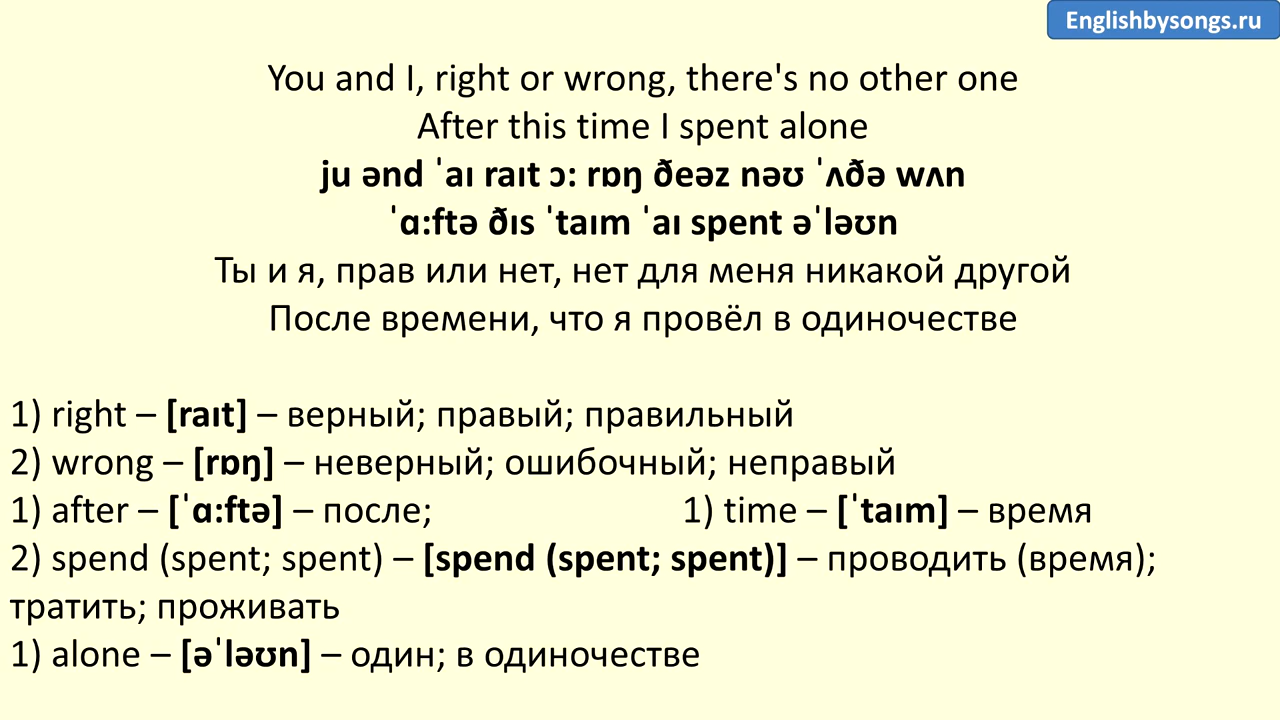 Englishbysongs.ru
You and I, right or wrong, there's no other one
After this time I spent alone
ju ənd ˈaɪ raɪt ɔ: rɒŋ ðeəz nəʊ ˈʌðə wʌn
ˈɑ:ftə ðɪs ˈtaɪm ˈaɪ spent əˈləʊn
Ты и я, прав или нет, нет для меня никакой другой
После времени, что я провёл в одиночестве
1) right – [raɪt] – верный; правый; правильный
2) wrong – [rɒŋ] – неверный; ошибочный; неправый
1) after – [ˈɑ:ftə] – после; 1) time – [ˈtaɪm] – время
2) spend (spent; spent) – [spend (spent; spent)] – проводить (время);
тратить; проживать
1) alone – [əˈləʊn] – один; в одиночестве